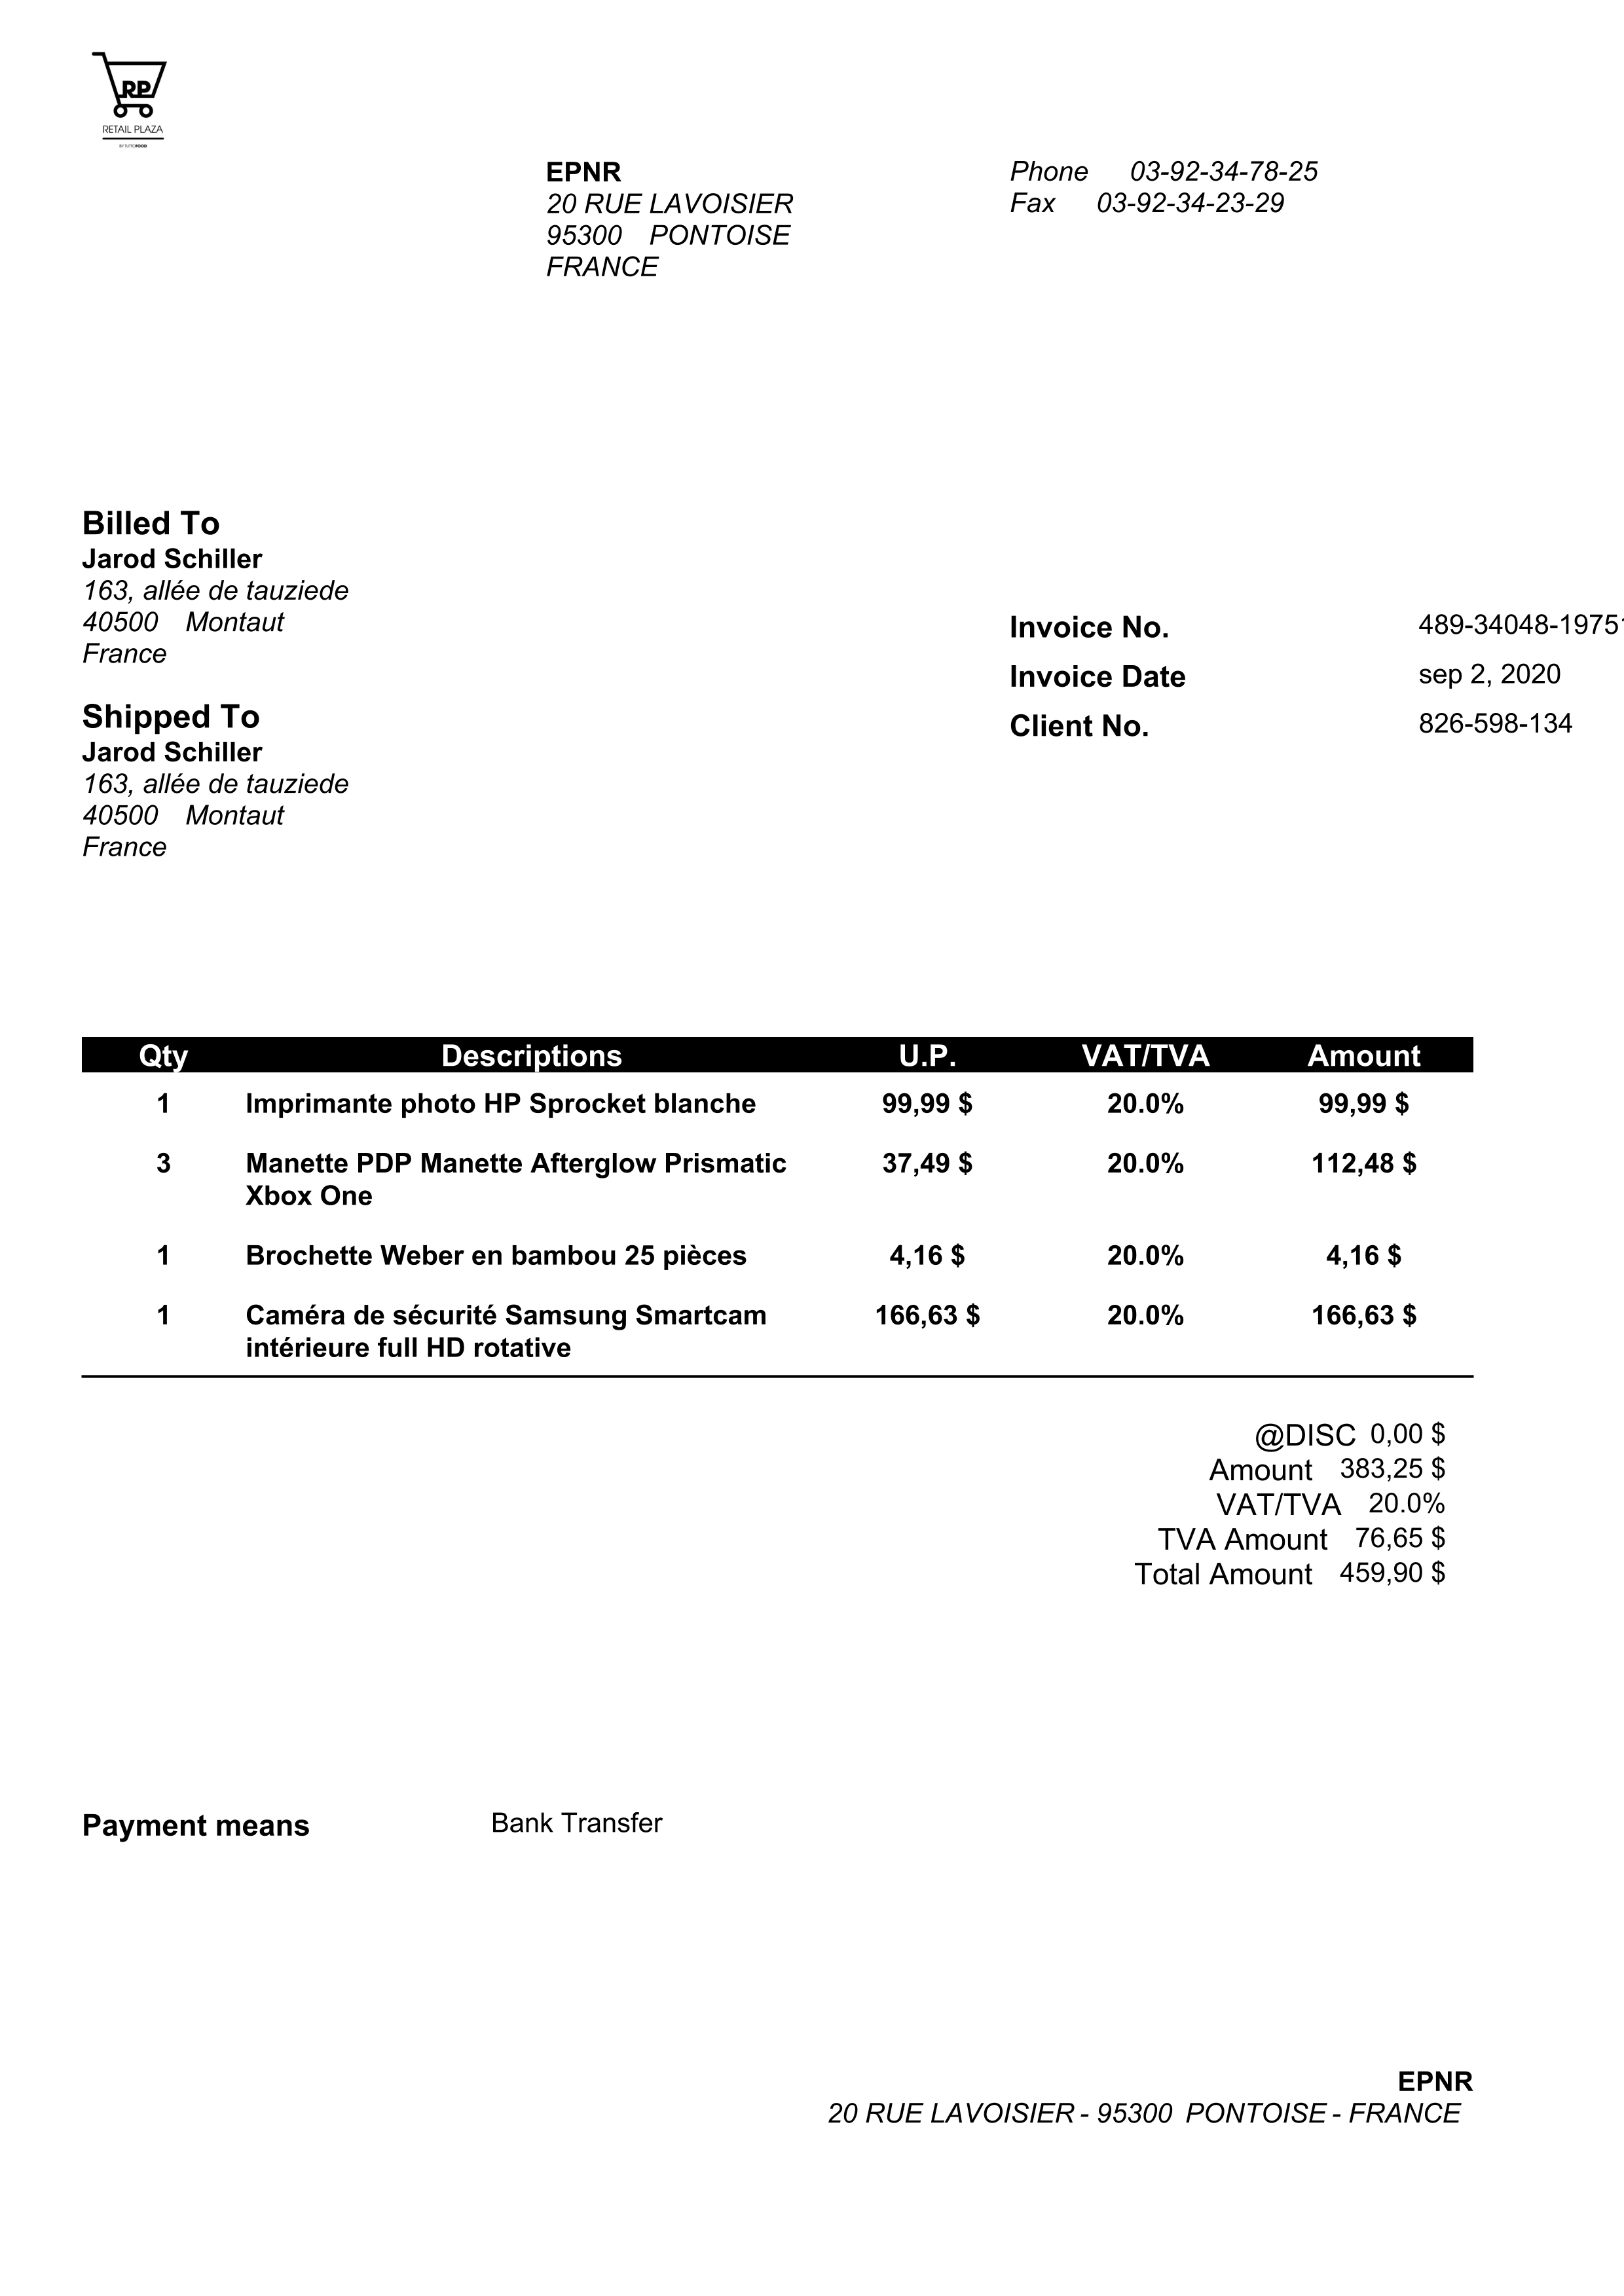 RP
RETAIL PLAZA
BY TUTTOFOOD
EPNR
20 RUE LAVOISIER
95300 PONTOISE
FRANCE
Phone 03-92-34-78-25
Fax 03-92-34-23-29
Billed To
Jarod Schiller
163, allée de tauziede
40500 Montaut
France
Shipped To
Jarod Schiller
163, allée de tauziede
40500 Montaut
France
Invoice No. 489-34048-1975
Invoice Date sep 2, 2020
Client No. 826-598-134
Qty Descriptions U.P. VAT/TVA Amount
1 Imprimante photo HP Sprocket blanche 99,99 $ 20.0% 99,99 $
3 Manette PDP Manette Afterglow Prismatic 37,49 $ 20.0% 112,48 $
Xbox One
1 Brochette Weber en bambou 25 pièces 4,16 $ 20.0% 4,16 $
1 Caméra de sécurité Samsung Smartcam 166,63 $ 20.0% 166,63 $
intérieure full HD rotative
@DISC 0,00 $
Amount 383,25 $
VAT/TVA 20.0%
TVA Amount 76,65 $
Total Amount 459,90 $
Payment means Bank Transfer
EPNR
20 RUE LAVOISIER - 95300 PONTOISE - FRANCE